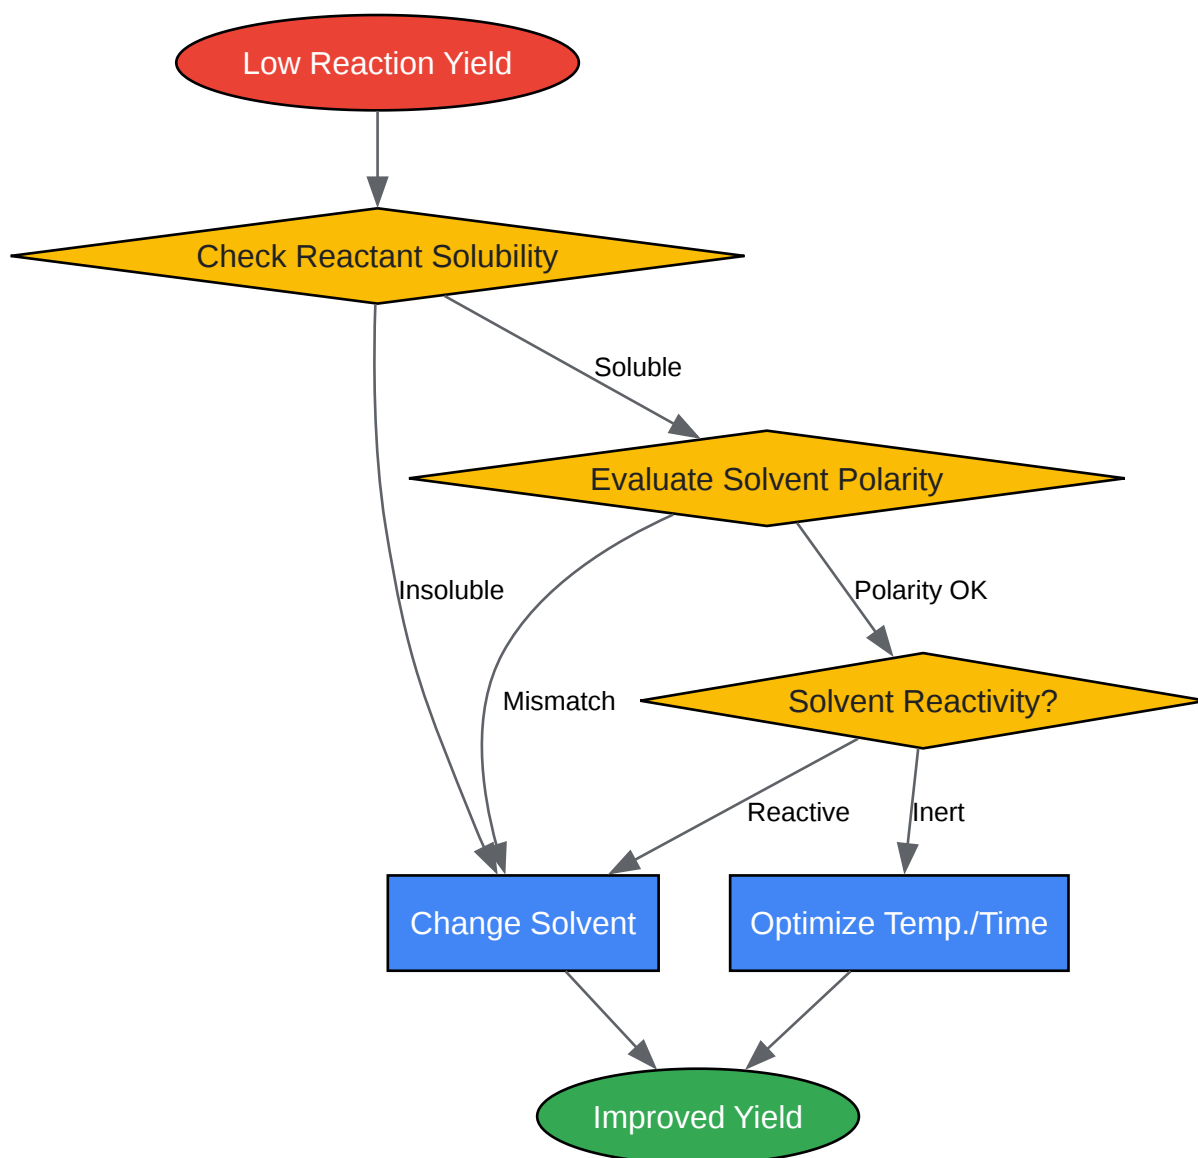 Low Reaction Yield
Check Reactant Solubility
Soluble
Evaluate Solvent Polarity
Insoluble
Polarity OK
Mismatch
Solvent Reactivity?
Reactive
Inert
Change Solvent
Optimize Temp./Time
Improved Yield